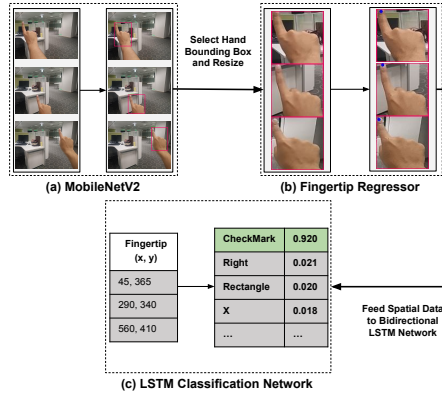 Select Hand
Bounding Box
and Resize
(a) MobileNetV2
(b) Fingertip Regressor
Fingertip
(x, y)
45, 365
290, 340
560, 410
CheckMark 0.920
Right 0.021
Rectangle 0.020
X 0.018
... ...
Feed Spatial Data
to Bidirectional
LSTM Network
(c) LSTM Classification Network